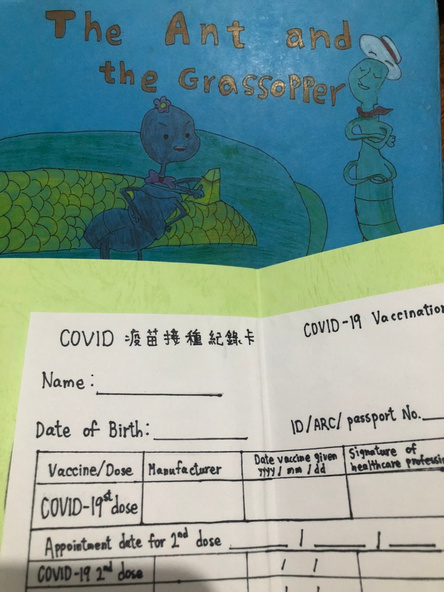 The Ant and
the Grassopper
COVID 疫苗接種紀錄卡
COVID-19 Vaccination
Name:
Date of Birth:
ID/ARC/passport No.
Vaccine/Dose Manufacturer Date vaccine given yyyy/mm/dd Signature of healthcare profession
COVID-19 1st dose
Appointment date for 2nd dose / /
COVID-19 2nd dose / /